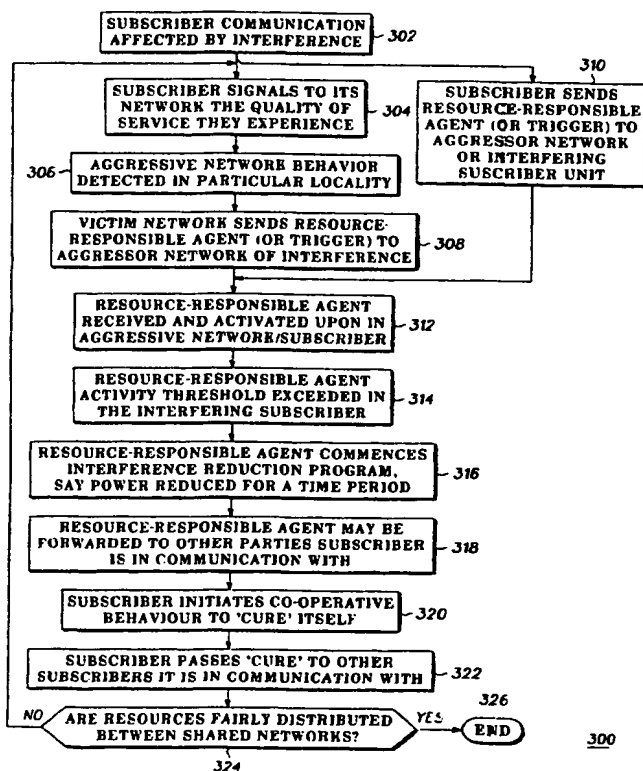 SUBSCRIBER COMMUNICATION
AFFECTED BY INTERFERENCE
302
SUBSCRIBER SIGNALS TO ITS
NETWORK THE QUALITY OF
SERVICE THEY EXPERIENCE
304
310
SUBSCRIBER SENDS
RESOURCE-RESPONSIBLE
AGENT (OR TRIGGER) TO
AGGRESSOR NETWORK
OR INTERFERING
SUSCRIBER UNIT
306
AGGRESSIVE NETWORK BEHAVIOR
DETECTED IN PARTICULAR LOCALITY
VICTIM NETWORK SENDS RESOURCE-
RESPONSIBLE AGENT (OR TRIGGER) TO
AGGRESSOR NETWORK OF INTERFERENCE
308
RESOURCE-RESPONSIBLE AGENT
RECEIVED AND ACTIVATED UPON IN
AGGRESSIVE NETWORK/SUBSCRIBER
312
RESOURCE-RESPONSIBLE AGENT
ACTIVITY THRESHOLD EXCEEDED IN
THE INTERFERING SUBSCRIBER
314
RESOURCE-RESPONSIBLE AGENT COMMENCES
INTERFERENCE REDUCTION PROGRAM,
SAY POWER REDUCED FOR A TIME PERIOD
316
RESOURCE-RESPONSIBLE AGENT MAY BE
FORWARDED TO OTHER PARTIES SUBSCRIBER
IS IN COMMUNICATION WITH
318
SUBSCRIBER INITIATES CO-OPERATIVE
BEHAVIOUR TO 'CURE' ITSELF
320
SUBSCRIBER PASSES 'CURE' TO OTHER
SUBSCRIBERS IT IS IN COMMUNICATION WITH
322
NO
ARE RESOURCES FAIRLY DISTRIBUTED
BETWEEN SHARED NETWORKS?
YES
326
END
324
300